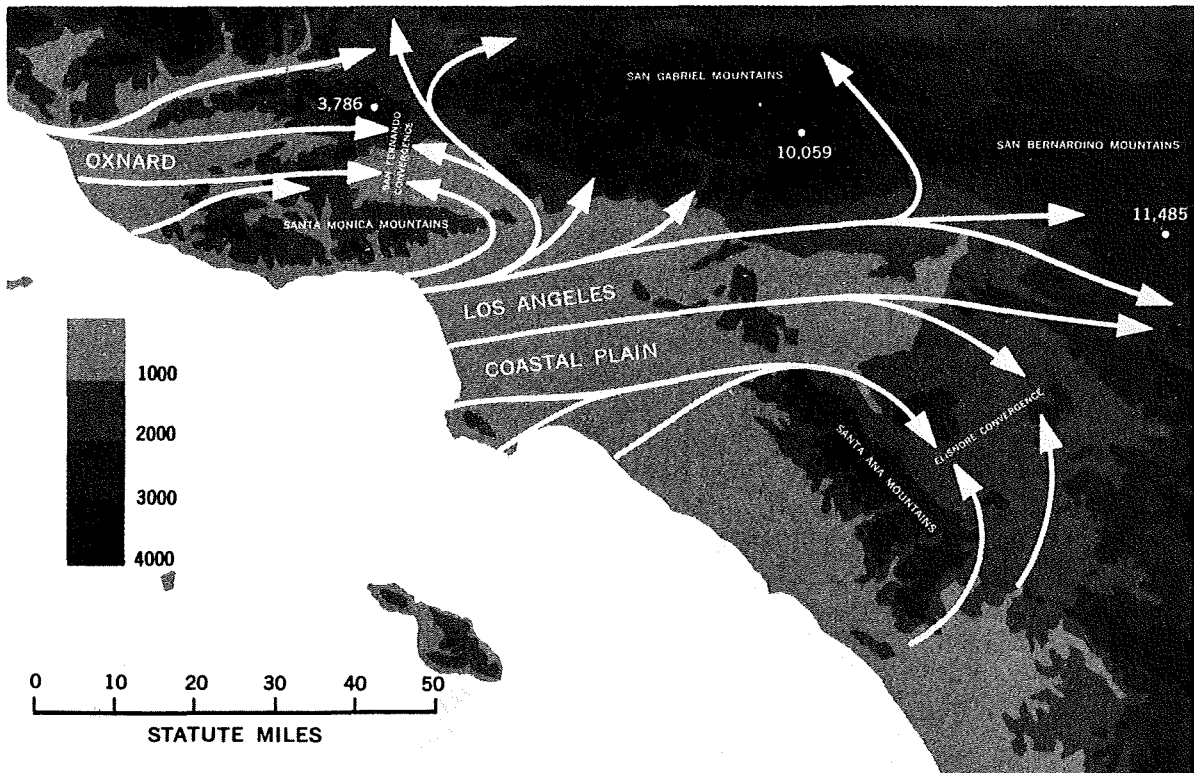 SAN GABRIEL MOUNTAINS
3,786
10,059
SAN BERNARDINO MOUNTAINS
SAN FERNANDO
CONVERGENCE
OXNARD
11,485
SANTA MONICA MOUNTAINS
LOS ANGELES
COASTAL PLAIN
1000
2000
3000
4000
ELISNORE CONVERGENCE
SANTA ANA MOUNTAINS
0 10 20 30 40 50
STATUTE MILES